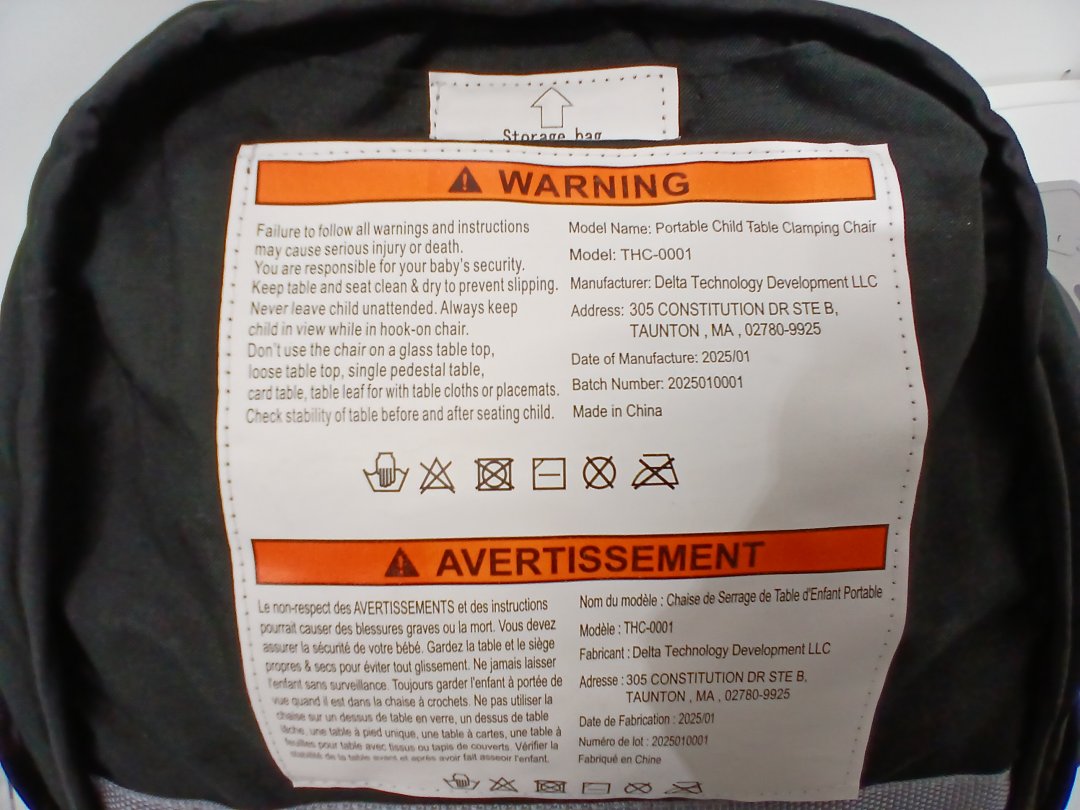 Storage bag
WARNING
Failure to follow all warnings and instructions
may cause serious injury or death.
You are responsible for your baby's security.
Keep table and seat clean & dry to prevent slipping.
Never leave child unattended. Always keep
child in view while in hook-on chair.
Don't use the chair on a glass table top,
loose table top, single pedestal table,
card table, table leaf for with table cloths or placemats.
Check stability of table before and after seating child.
Model Name: Portable Child Table Clamping Chair
Model: THC-0001
Manufacturer: Delta Technology Development LLC
Address: 305 CONSTITUTION DR STE B,
TAUNTON , MA , 02780-9925
Date of Manufacture: 2025/01
Batch Number: 2025010001
Made in China
AVERTISSEMENT
Le non-respect des AVERTISSEMENTS et des instructions
pourrait causer des blessures graves ou la mort. Vous devez
assurer la sécurité de votre bébé. Gardez la table et le siège
propres & secs pour éviter tout glissement. Ne jamais laisser
l'enfant sans surveillance. Toujours garder l'enfant à portée de
vue quand il est dans la chaise à crochets. Ne pas utiliser la
chaise sur un dessus de table en verre, un dessus de table
lâche, une table à pied unique, une table à cartes, une table à
feuilles pour table avec tissus ou tapis de couverts. Vérifier la
stabilité de la table avant et après avoir fait asseoir l'enfant.
Nom du modèle : Chaise de Serrage de Table d'Enfant Portable
Modèle : THC-0001
Fabricant : Delta Technology Development LLC
Adresse : 305 CONSTITUTION DR STE B,
TAUNTON , MA , 02780-9925
Date de Fabrication : 2025/01
Numéro de lot : 2025010001
Fabriqué en Chine